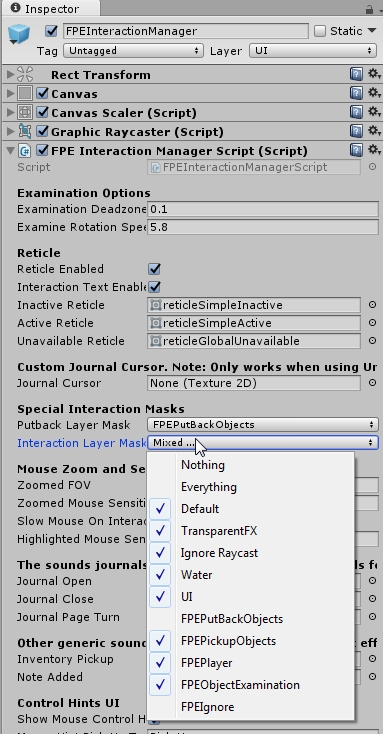 Inspector
FPEInteractionManager Static
Tag Untagged Layer UI
Rect Transform
Canvas
Canvas Scaler (Script)
Graphic Raycaster (Script)
FPE Interaction Manager Script (Script)
Script FPEInteractionManagerScript
Examination Options
Examination Deadzone 0.1
Examine Rotation Spee 5.8
Reticle
Reticle Enabled
Interaction Text Enable
Inactive Reticle reticleSimpleInactive
Active Reticle reticleSimpleActive
Unavailable Reticle reticleGlobalUnavailable
Custom Journal Cursor. Note: Only works when using Un
Journal Cursor None (Texture 2D)
Special Interaction Masks
Putback Layer Mask FPEPutBackObjects
Interaction Layer Mask Mixed ...
Nothing
Mouse Zoom and Se
Zoomed FOV Everything
Zoomed Mouse Sensiti Default
Slow Mouse On Interac TransparentFX
Highlighted Mouse Sen Ignore Raycast
The sounds journals Water s fo
Journal Open UI
Journal Close FPEPutBackObjects
Journal Page Turn FPEPickupObjects
Other generic soun eff
Inventory Pickup FPEPlayer
Note Added FPEObjectExamination
Control Hints UI FPEIgnore
Show Mouse Control H